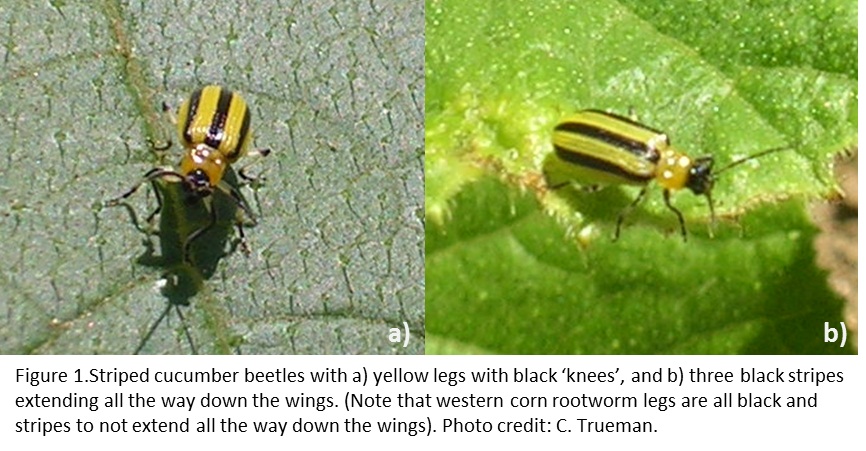 a)
b)
Figure 1.Striped cucumber beetles with a) yellow legs with black ‘knees’, and b) three black stripes
extending all the way down the wings. (Note that western corn rootworm legs are all black and
stripes to not extend all the way down the wings). Photo credit: C. Trueman.